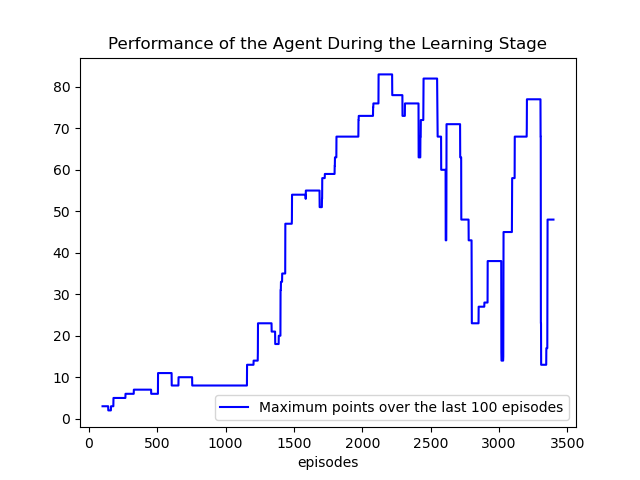 Performance of the Agent During the Learning Stage
80
70
60
50
40
30
20
10
0
Maximum points over the last 100 episodes
0 500 1000 1500 2000 2500 3000 3500
episodes